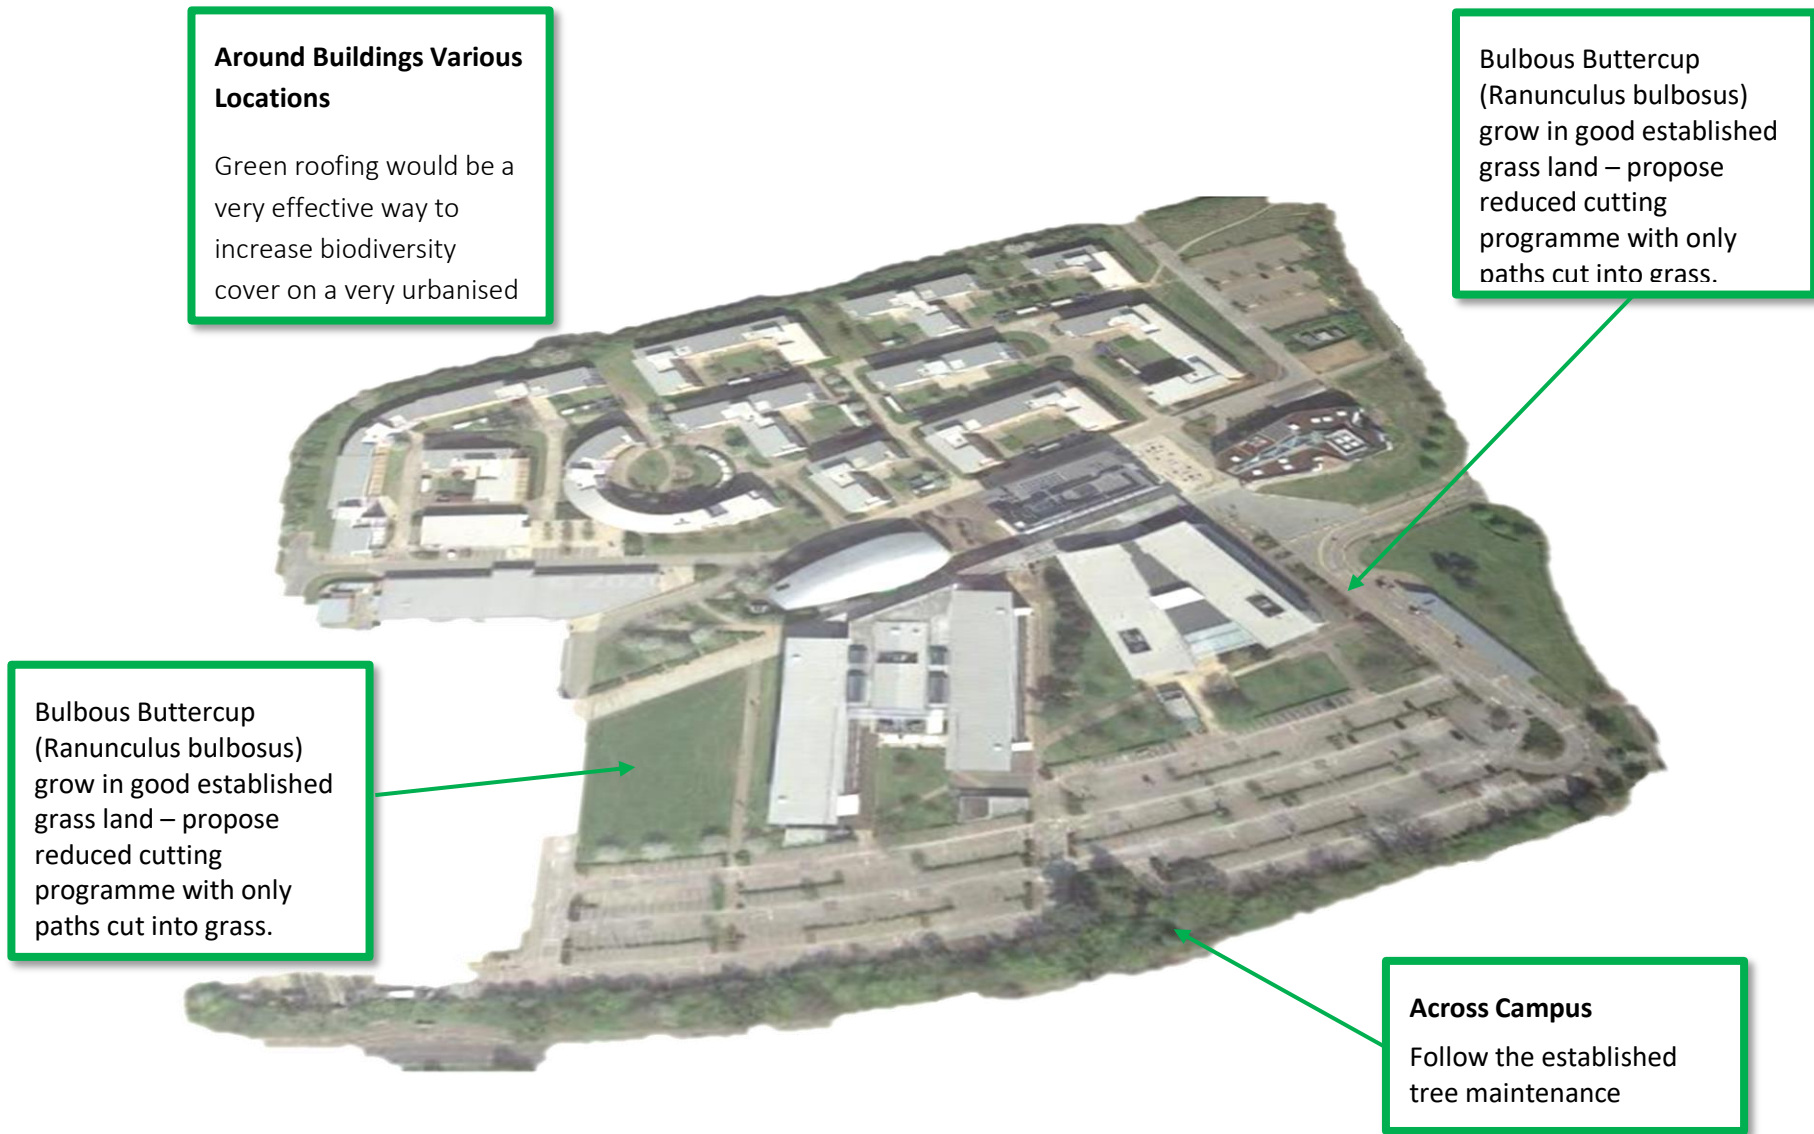 Around Buildings Various
Locations
Green roofing would be a
very effective way to
increase biodiversity
cover on a very urbanised
Bulbous Buttercup
(Ranunculus bulbosus)
grow in good established
grass land – propose
reduced cutting
programme with only
paths cut into grass.
Bulbous Buttercup
(Ranunculus bulbosus)
grow in good established
grass land – propose
reduced cutting
programme with only
paths cut into grass.
Across Campus
Follow the established
tree maintenance